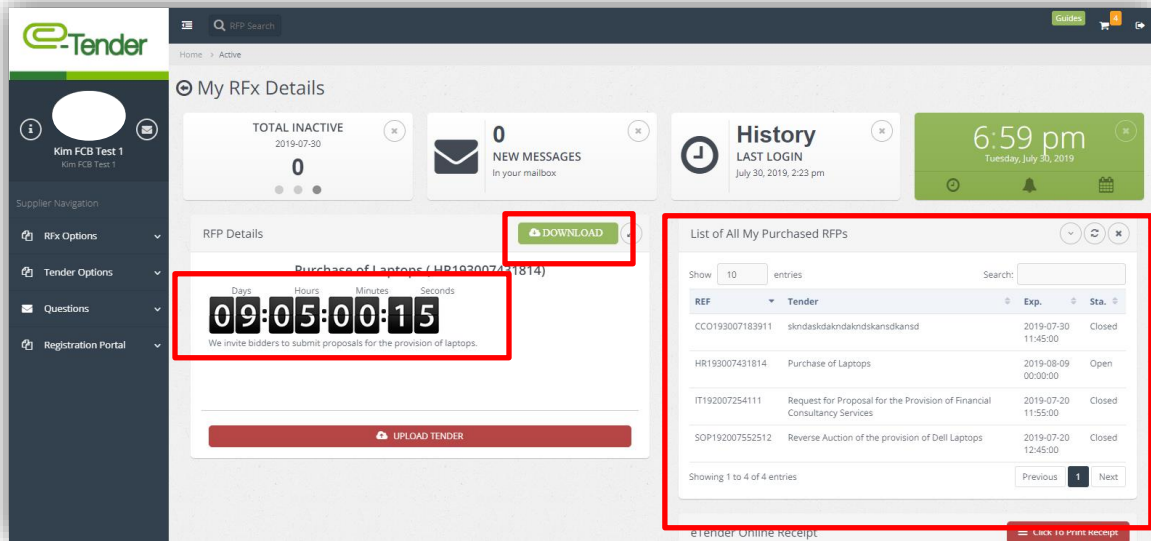 e-Tender
RFP Search
Guides
4
Home > Active
My RFx Details
Kim FCB Test 1
Kim FCB Test 1
Supplier Navigation
RFx Options
Tender Options
Questions
Registration Portal
TOTAL INACTIVE
2019-07-30
0
0
NEW MESSAGES
In your mailbox
History
LAST LOGIN
July 30, 2019, 2:23 pm
6:59 pm
Tuesday, July 30, 2019
RFP Details
DOWNLOAD
Purchase of Laptops ( HR193007431814)
Days Hours Minutes Seconds
09:05:00:15
We invite bidders to submit proposals for the provision of laptops.
UPLOAD TENDER
List of All My Purchased RFPs
Show 10 entries Search:
REF Tender Exp. Sta.
CCO193007183911 skndaskdakndakndskansdkansd 2019-07-30 Closed
11:45:00
HR193007431814 Purchase of Laptops 2019-08-09 Open
00:00:00
IT192007254111 Request for Proposal for the Provision of Financial 2019-07-20 Closed
Consultancy Services 11:55:00
SOP192007552512 Reverse Auction of the provision of Dell Laptops 2019-07-20 Closed
12:45:00
Showing 1 to 4 of 4 entries Previous 1 Next
eTender Online Receipt
Click To Print Receipt